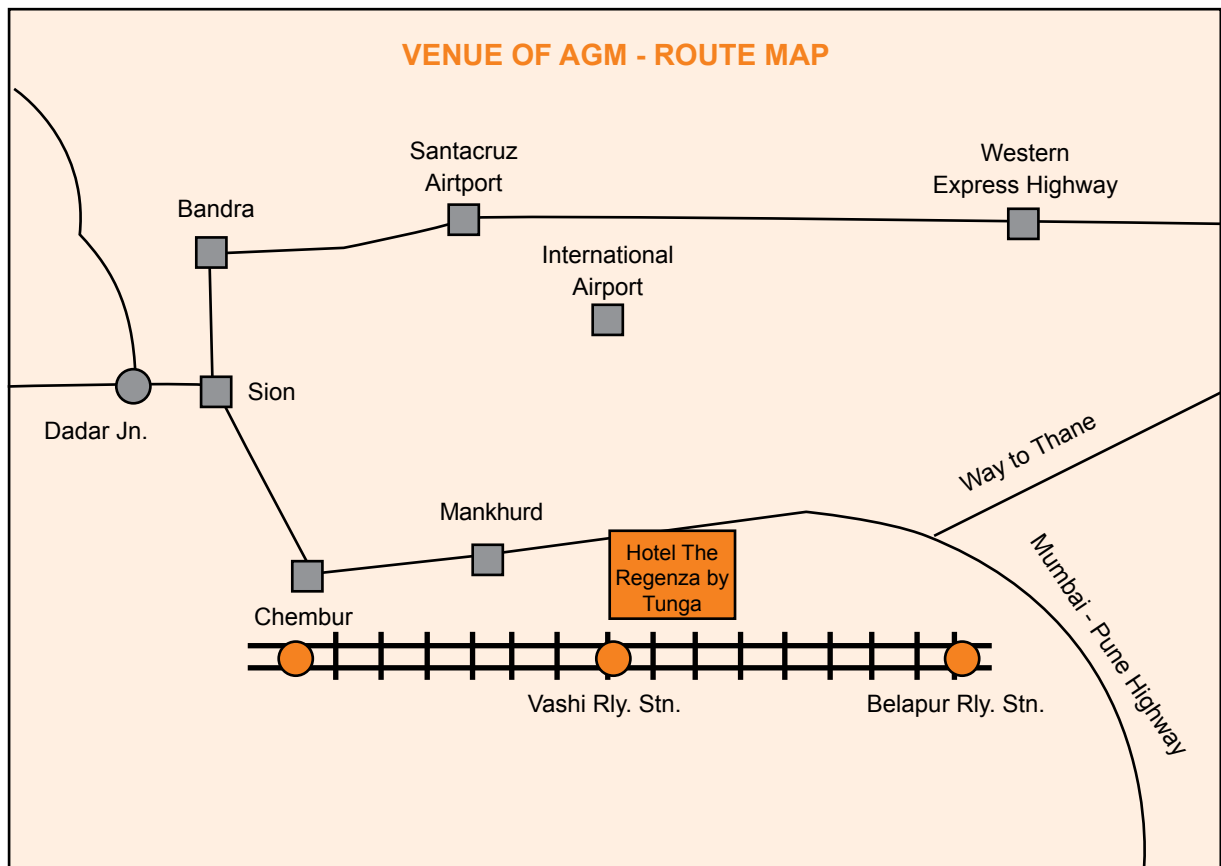 VENUE OF AGM - ROUTE MAP
Santacruz
Airtport
Western
Express Highway
Bandra
International
Airport
Sion
Dadar Jn.
Way to Thane
Mankhurd
Hotel The
Regenza by
Tunga
Mumbai - Pune Highway
Chembur
Vashi Rly. Stn.
Belapur Rly. Stn.